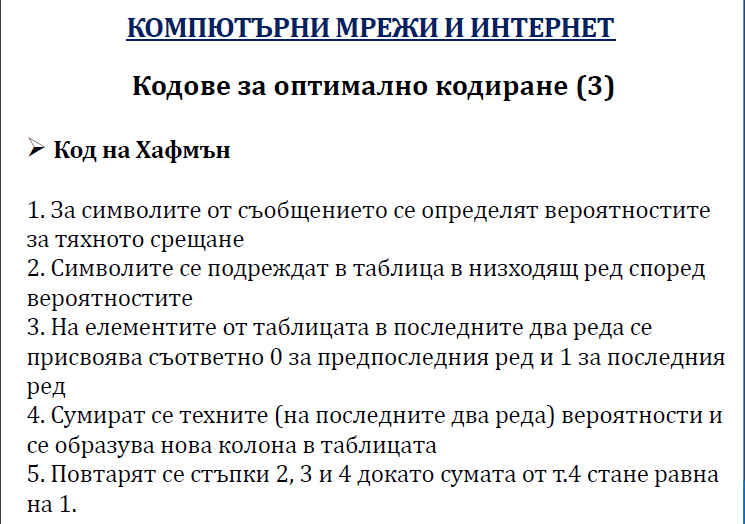 КОМПЮТЪРНИ МРЕЖИ И ИНТЕРНЕТ
Кодове за оптимално кодиране (3)
➢ Код на Хафмън
1. За символите от съобщението се определят вероятностите
за тяхното срещане
2. Символите се подреждат в таблица в низходящ ред според
вероятностите
3. На елементите от таблицата в последните два реда се
присвоява съответно 0 за предпоследния ред и 1 за последния
ред
4. Сумират се техните (на последните два реда) вероятности и
се образува нова колона в таблицата
5. Повтарят се стъпки 2, 3 и 4 докато сумата от т.4 стане равна
на 1.